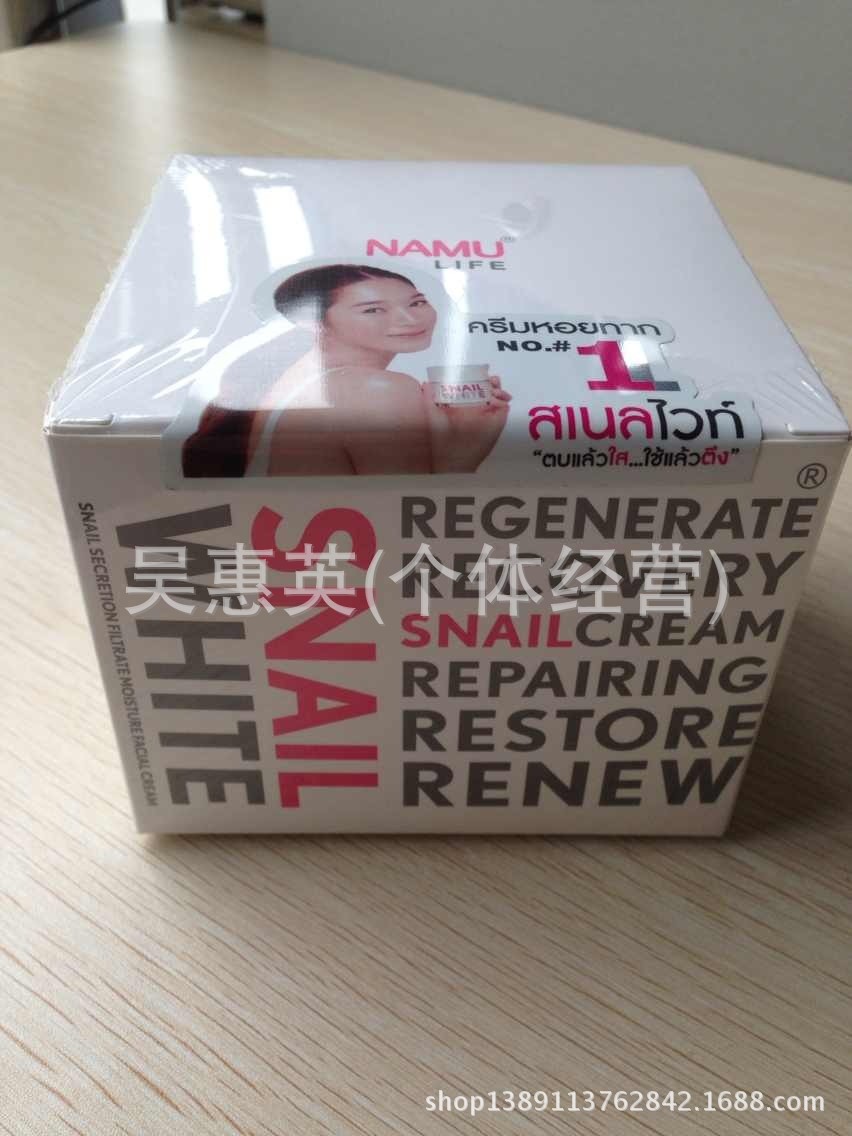 NAMU®
LIFE
ครีมหอยทาก
NO.#1
สเนลไวท์
“ตบแล้วใส...ใช้แล้วตึง”
SNAIL
WHITE
SNAIL WHITE
SNAIL SECRETION FILTRATE MOISTURE FACIAL CREAM
®
REGENERATE
RECOVERY
SNAILCREAM
REPAIRING
RESTORE
RENEW
吴惠英(个体经营)
shop1389113762842.1688.com